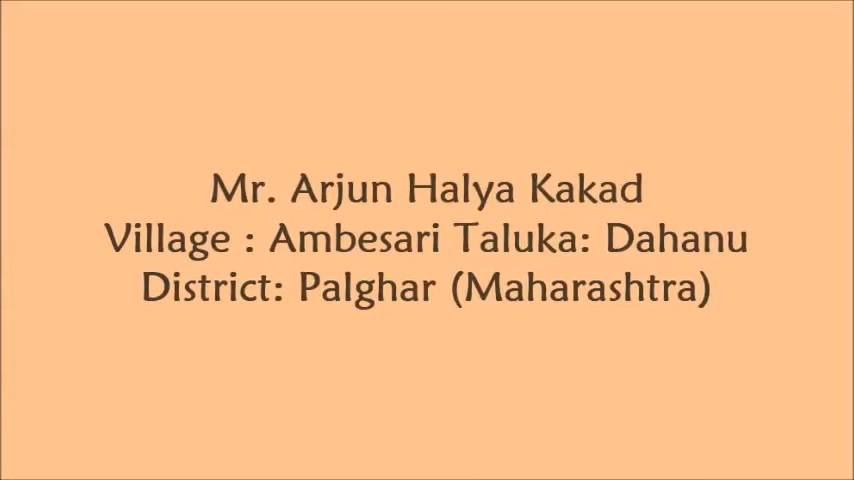 Mr. Arjun Halya Kakad
Village : Ambesari Taluka: Dahanu
District: Palghar (Maharashtra)